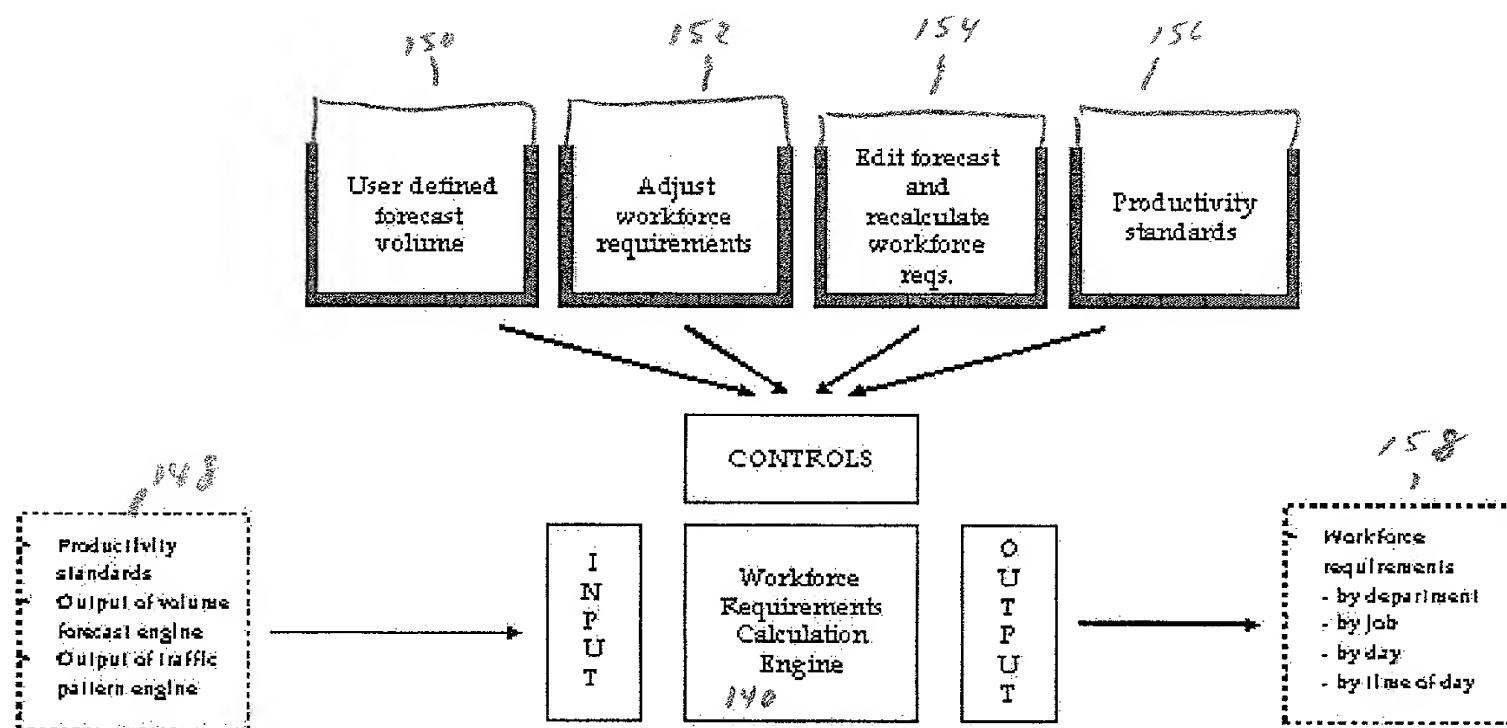 150
152
154
156
User defined
forecast
volume
Adjust
workforce
requirements
Edit forecast
and
recalculate
workforce
reqs.
Productivity
standards
CONTROLS
148
Productivity
standards
Output of volume
forecast engine
Output of traffic
pattern engine
INPUT
Workforce
Requirements
Calculation
Engine
140
OUTPUT
158
Workforce
requirements
- by department
- by job
- by day
- by time of day